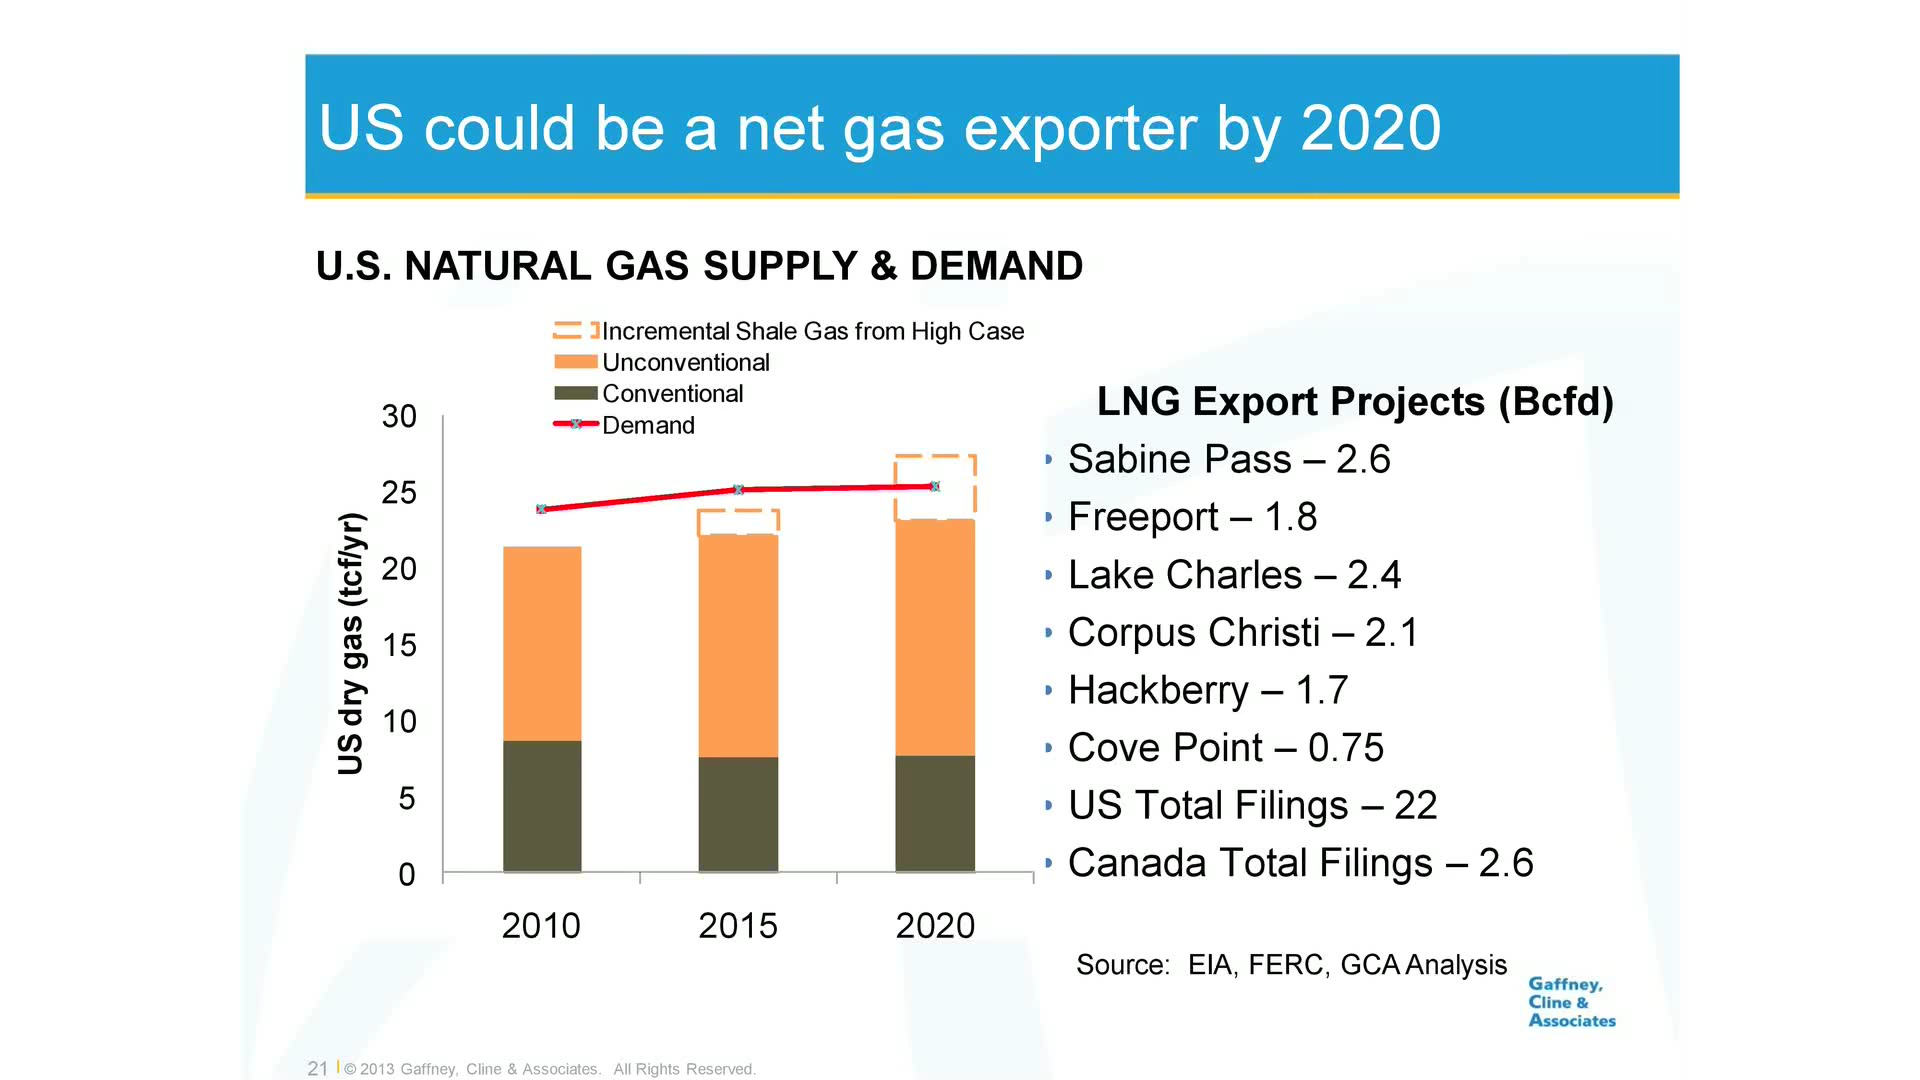 US could be a net gas exporter by 2020
U.S. NATURAL GAS SUPPLY & DEMAND
Incremental Shale Gas from High Case
Unconventional
Conventional
Demand
US dry gas (tcf/yr)
30
25
20
15
10
5
0
2010 2015 2020
LNG Export Projects (Bcfd)
• Sabine Pass – 2.6
• Freeport – 1.8
• Lake Charles – 2.4
• Corpus Christi – 2.1
• Hackberry – 1.7
• Cove Point – 0.75
• US Total Filings – 22
• Canada Total Filings – 2.6
Source: EIA, FERC, GCA Analysis
Gaffney,
Cline &
Associates
21 © 2013 Gaffney, Cline & Associates. All Rights Reserved.